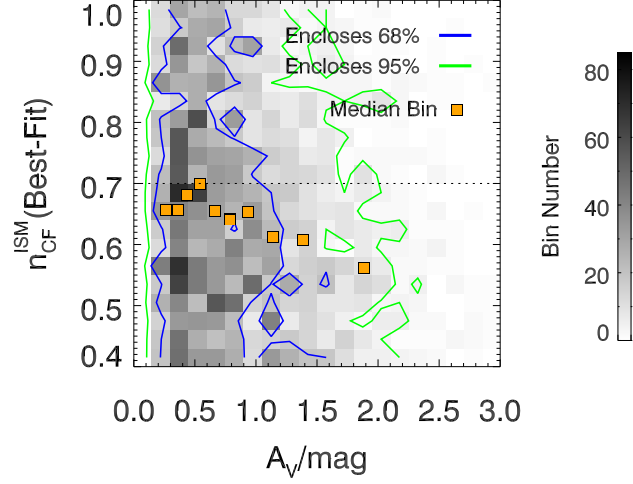 1.0
0.9
0.8
0.7
0.6
0.5
0.4
n_CF^ISM (Best-Fit)
Encloses 68%
Encloses 95%
Median Bin
0.0 0.5 1.0 1.5 2.0 2.5 3.0
A_V/mag
Bin Number
80
60
40
20
0